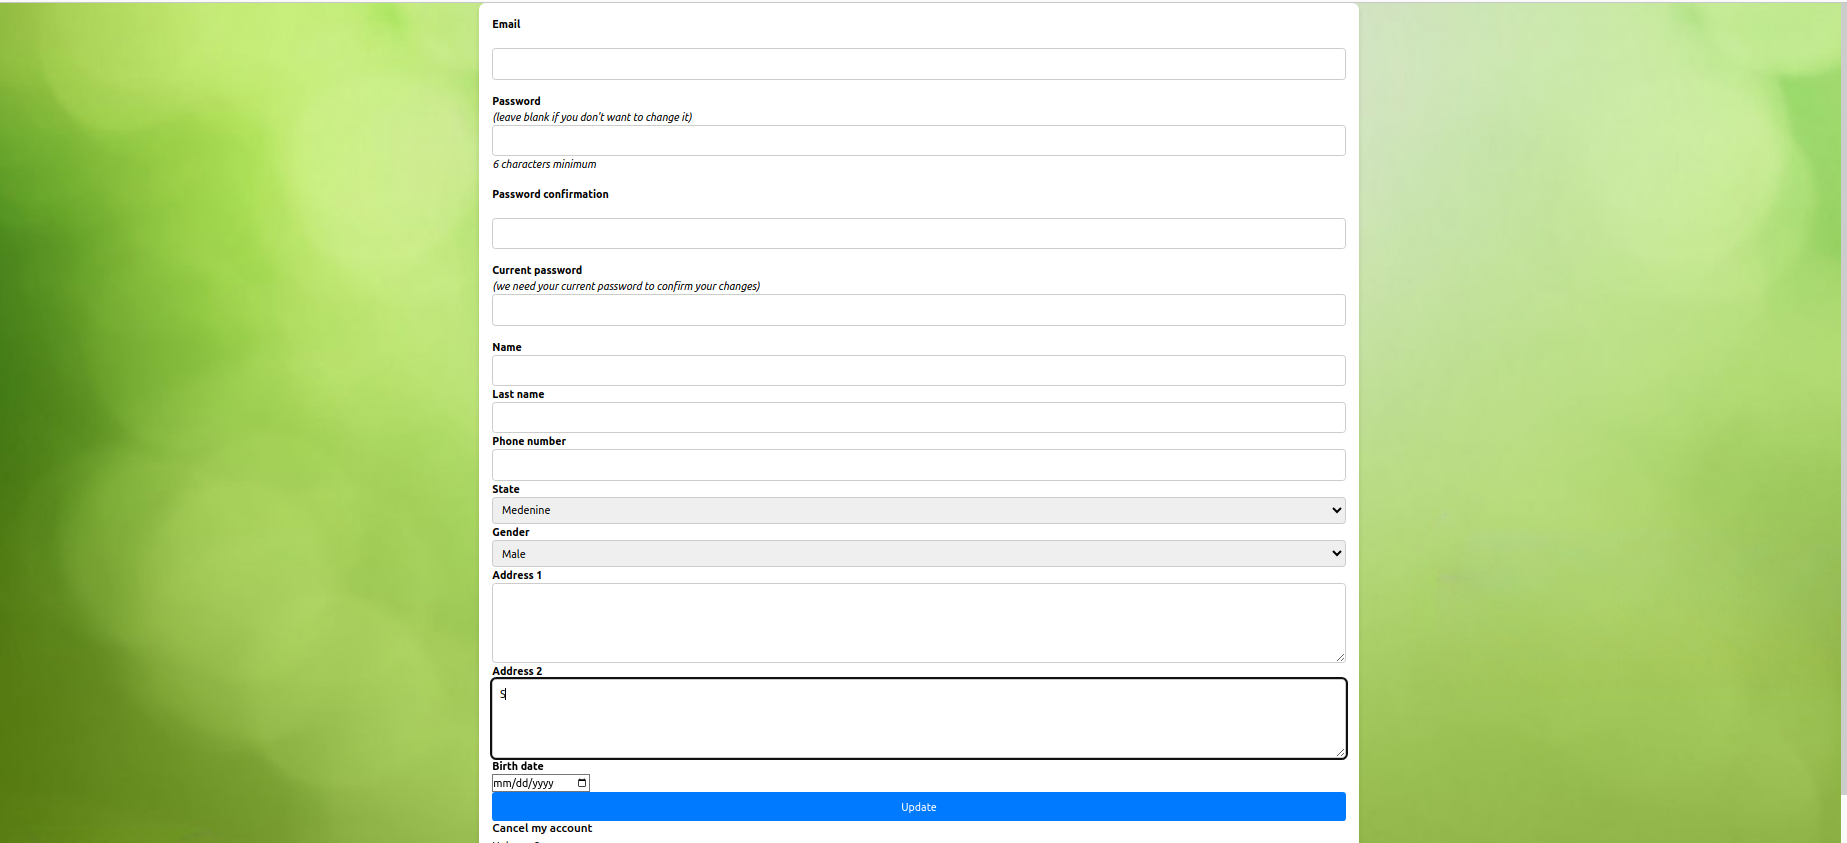 Email
Password
(leave blank if you don't want to change it)
6 characters minimum
Password confirmation
Current password
(we need your current password to confirm your changes)
Name
Last name
Phone number
State
Medenine
Gender
Male
Address 1
Address 2
S
Birth date
mm/dd/yyyy
Update
Cancel my account